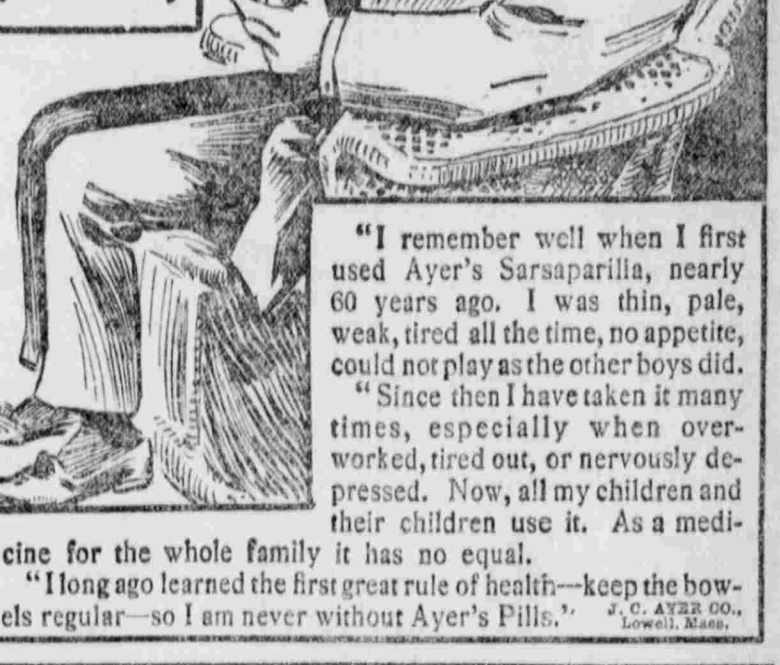 "I remember well when I first
used Ayer's Sarsaparilla, nearly
60 years ago. I was thin, pale,
weak, tired all the time, no appetite,
could not play as the other boys did.
"Since then I have taken it many
times, especially when over-
worked, tired out, or nervously de-
pressed. Now, all my children and
their children use it. As a medi-
cine for the whole family it has no equal.
"I long ago learned the first great rule of health—keep the bow-
els regular—so I am never without Ayer's Pills."
J. C. AYER CO.,
Lowell, Mass.